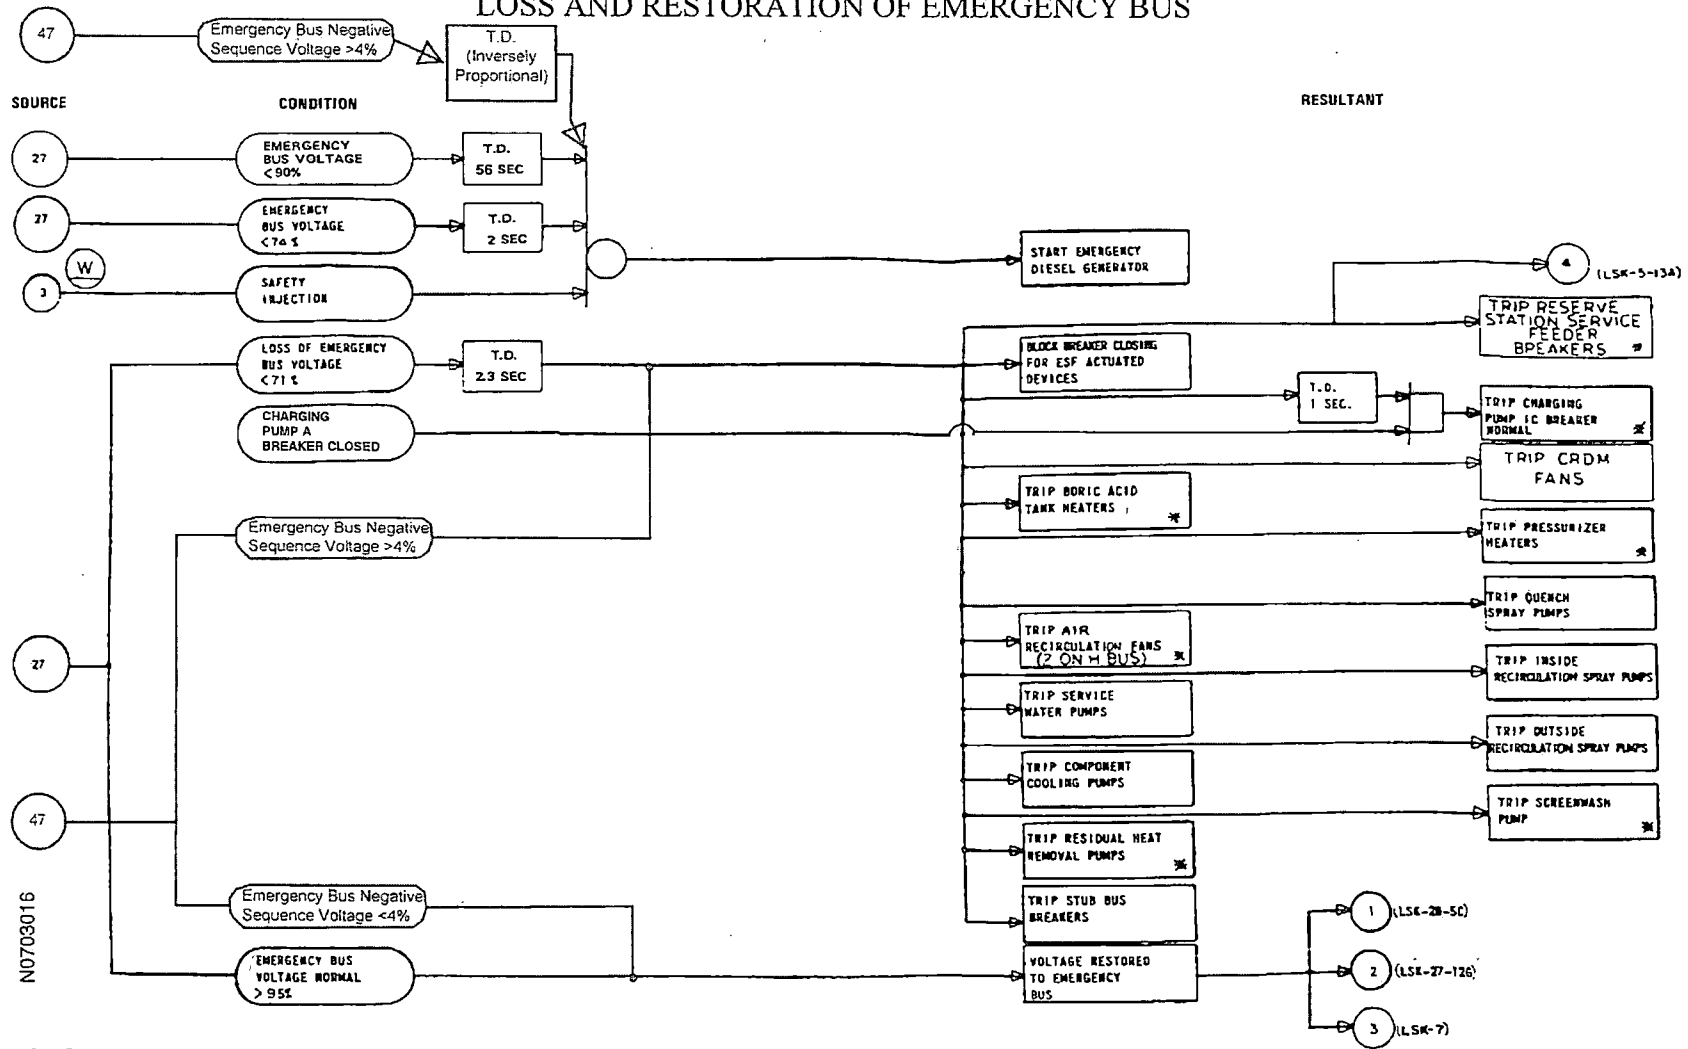 LOSS AND RESTORATION OF EMERGENCY BUS
47
Emergency Bus Negative
Sequence Voltage >4%
T.D.
(Inversely
Proportional)
SOURCE
CONDITION
RESULTANT
27
EMERGENCY
BUS VOLTAGE
<90%
T.D.
56 SEC
27
EMERGENCY
BUS VOLTAGE
<74%
T.D.
2 SEC
W
3
SAFETY
INJECTION
START EMERGENCY
DIESEL GENERATOR
4
(LSK-5-13A)
TRIP RESERVE
STATION SERVICE
FEEDER
BREAKERS *
LOSS OF EMERGENCY
BUS VOLTAGE
<71%
T.D.
2.3 SEC
BLOCK BREAKER CLOSING
FOR ESF ACTUATED
DEVICES
CHARGING
PUMP A
BREAKER CLOSED
T.D.
1 SEC.
TRIP CHARGING
PUMP 1C BREAKER
NORMAL *
TRIP CRDM
FANS
TRIP BORIC ACID
TANK HEATERS *
Emergency Bus Negative
Sequence Voltage >4%
TRIP PRESSURIZER
HEATERS *
TRIP QUENCH
SPRAY PUMPS
TRIP AIR
RECIRCULATION FANS
(2 ON H BUS) *
27
TRIP INSIDE
RECIRCULATION SPRAY PUMPS
TRIP SERVICE
WATER PUMPS
TRIP OUTSIDE
RECIRCULATION SPRAY PUMPS
TRIP COMPONENT
COOLING PUMPS
47
TRIP SCREENWASH
PUMP *
TRIP RESIDUAL HEAT
REMOVAL PUMPS *
Emergency Bus Negative
Sequence Voltage <4%
TRIP STUB BUS
BREAKERS
1
(LSK-28-5C)
EMERGENCY BUS
VOLTAGE NORMAL
>95%
VOLTAGE RESTORED
TO EMERGENCY
BUS
2
(LSK-27-12G)
3
(LSK-7)
N0703016